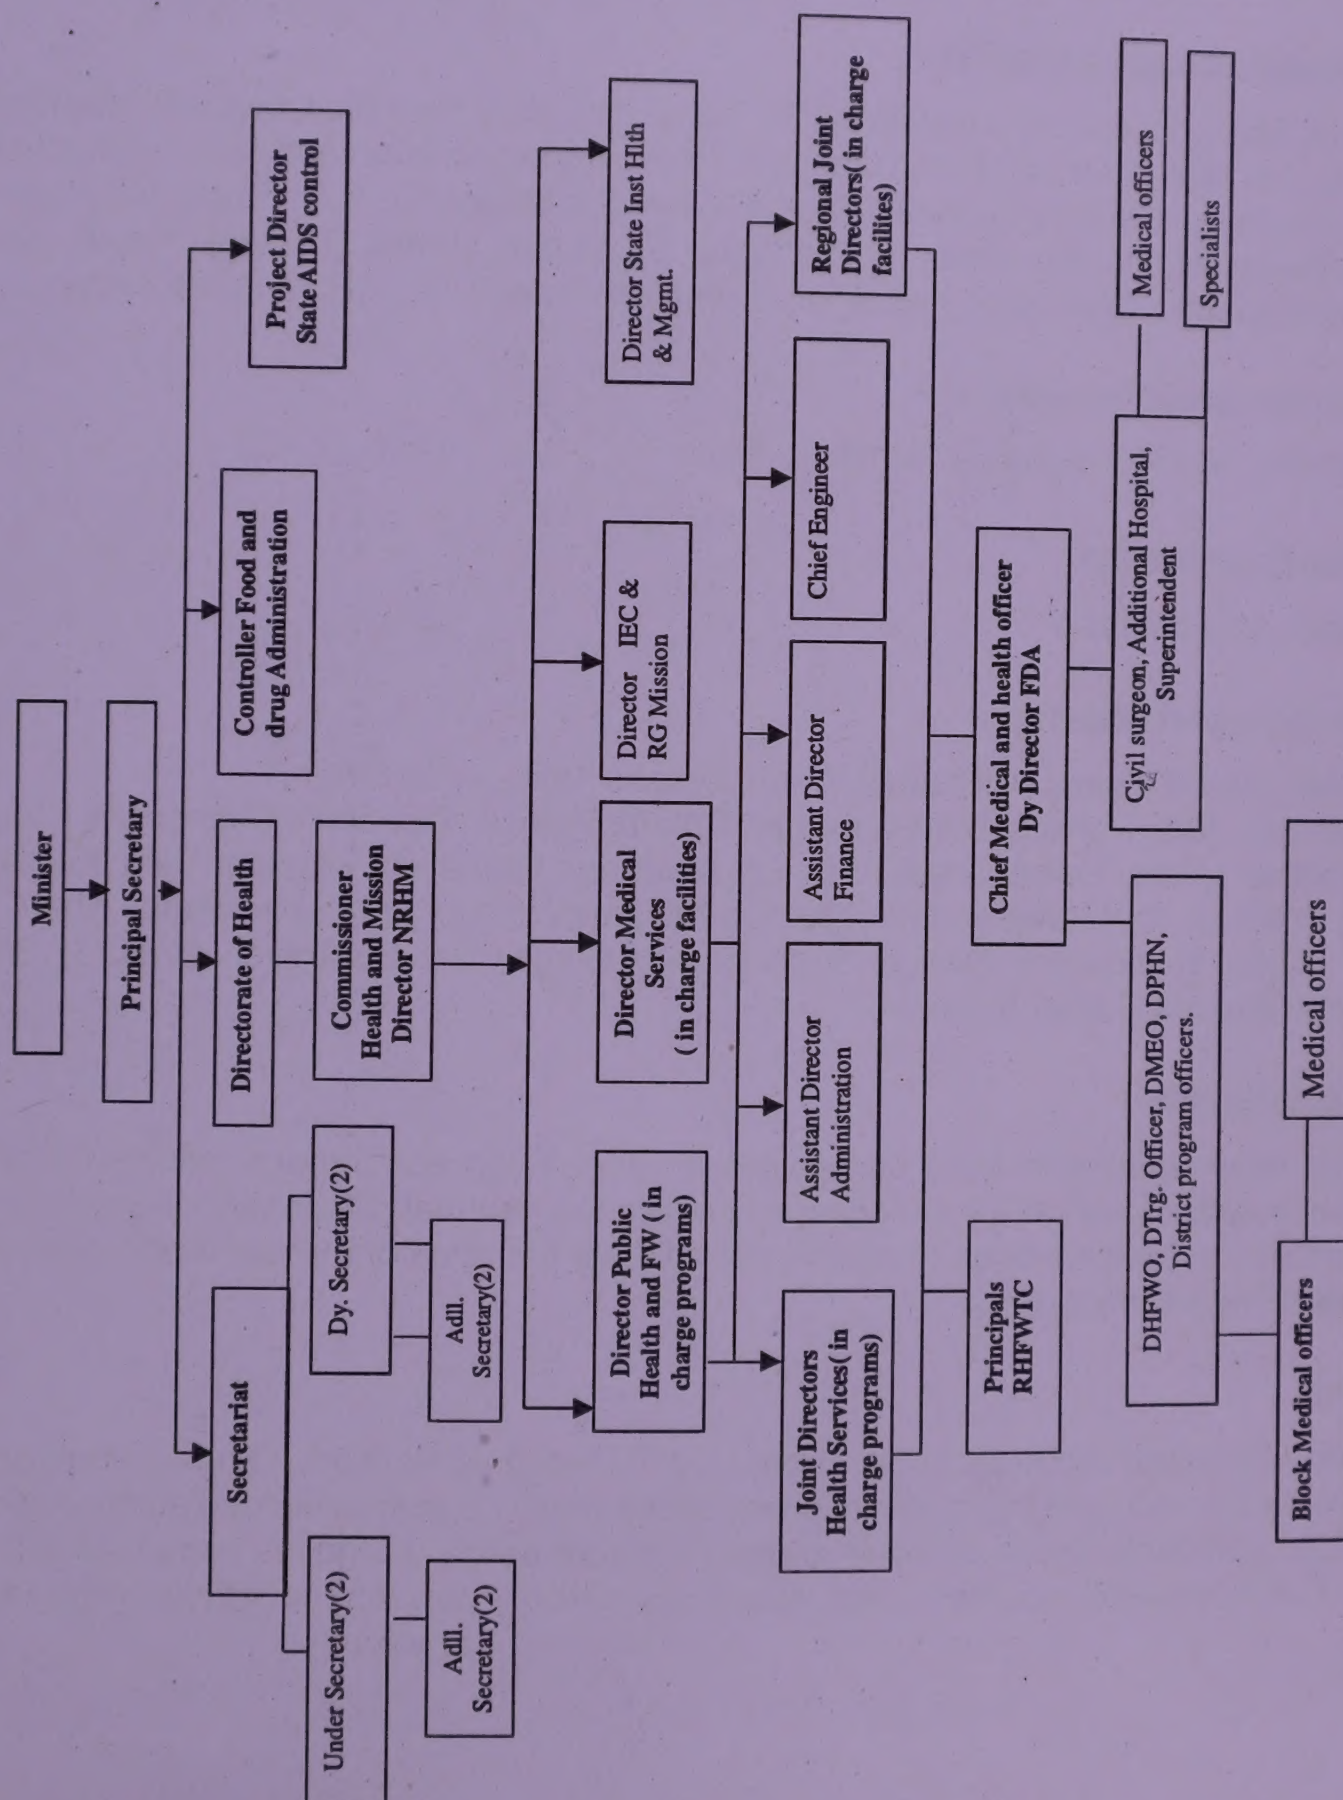 Minister
Principal Secretary
Secretariat
Directorate of Health
Controller Food and
drug Administration
Project Director
State AIDS control
Under Secretary(2)
Dy. Secretary(2)
Commissioner
Health and Mission
Director NRHM
Adll.
Secretary(2)
Adll.
Secretary(2)
Director Public
Health and FW ( in
charge programs)
Director Medical
Services
( in charge facilities)
Director IEC &
RG Mission
Director State Inst Hlth
& Mgmt.
Joint Directors
Health Services( in
charge programs)
Assistant Director
Administration
Assistant Director
Finance
Chief Engineer
Regional Joint
Directors( in charge
facilites)
Principals
RHFWTC
Chief Medical and health officer
Dy Director FDA
DHFWO, DTrg. Officer, DMEO, DPHN,
District program officers.
Civil surgeon, Additional Hospital,
Superintendent
Medical officers
Specialists
Block Medical officers
Medical officers